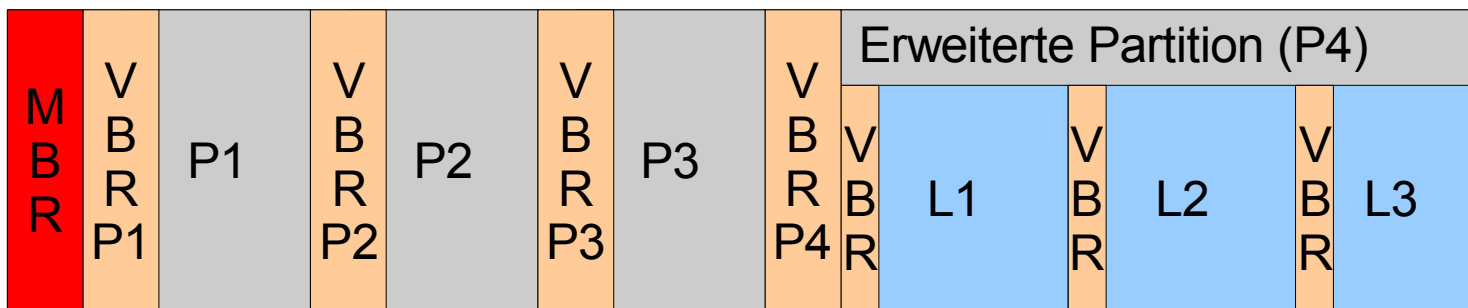 MBR
VBR P1
P1
VBR P2
P2
VBR P3
P3
VBR P4
Erweiterte Partition (P4)
VBR
L1
VBR
L2
VBR
L3